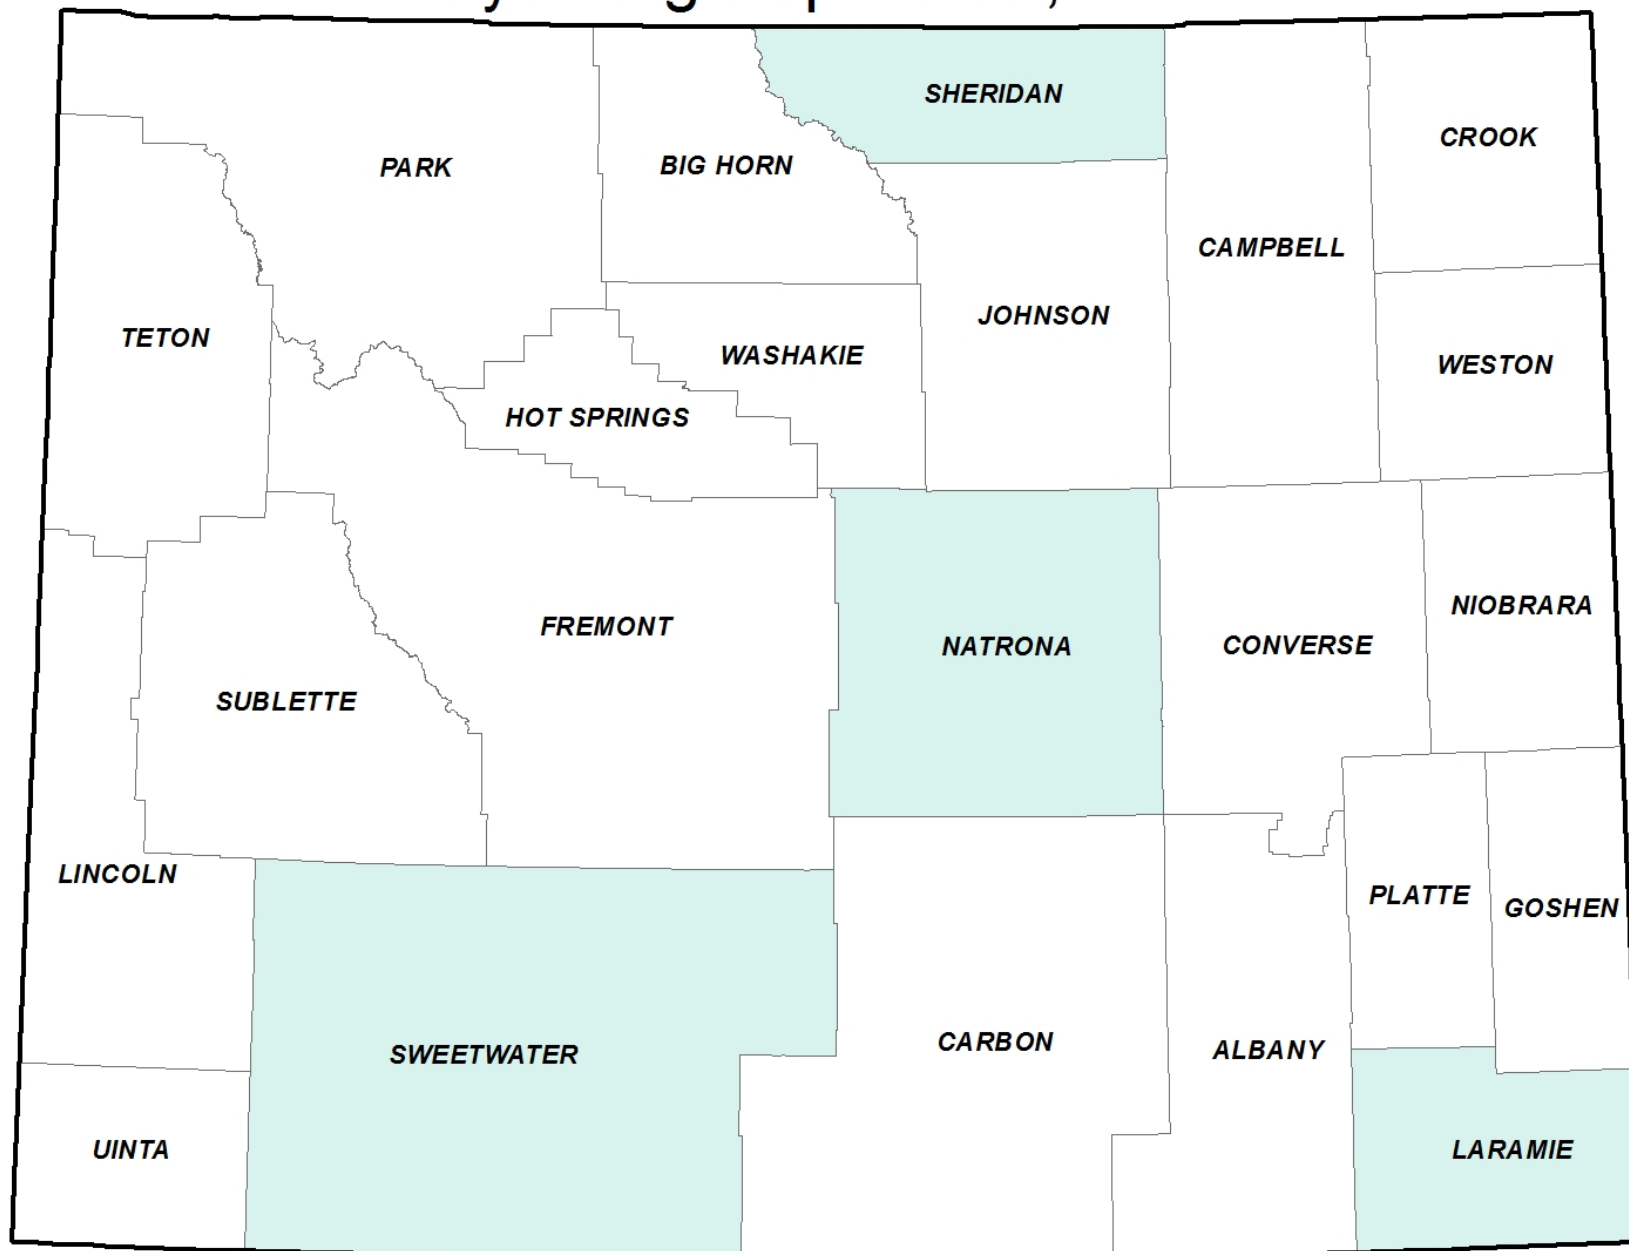 SHERIDAN
CROOK
PARK
BIG HORN
CAMPBELL
JOHNSON
TETON
WASHAKIE
WESTON
HOT SPRINGS
NIOBRARA
FREMONT
NATRONA
CONVERSE
SUBLETTE
LINCOLN
PLATTE
GOSHEN
CARBON
ALBANY
SWEETWATER
UINTA
LARAMIE